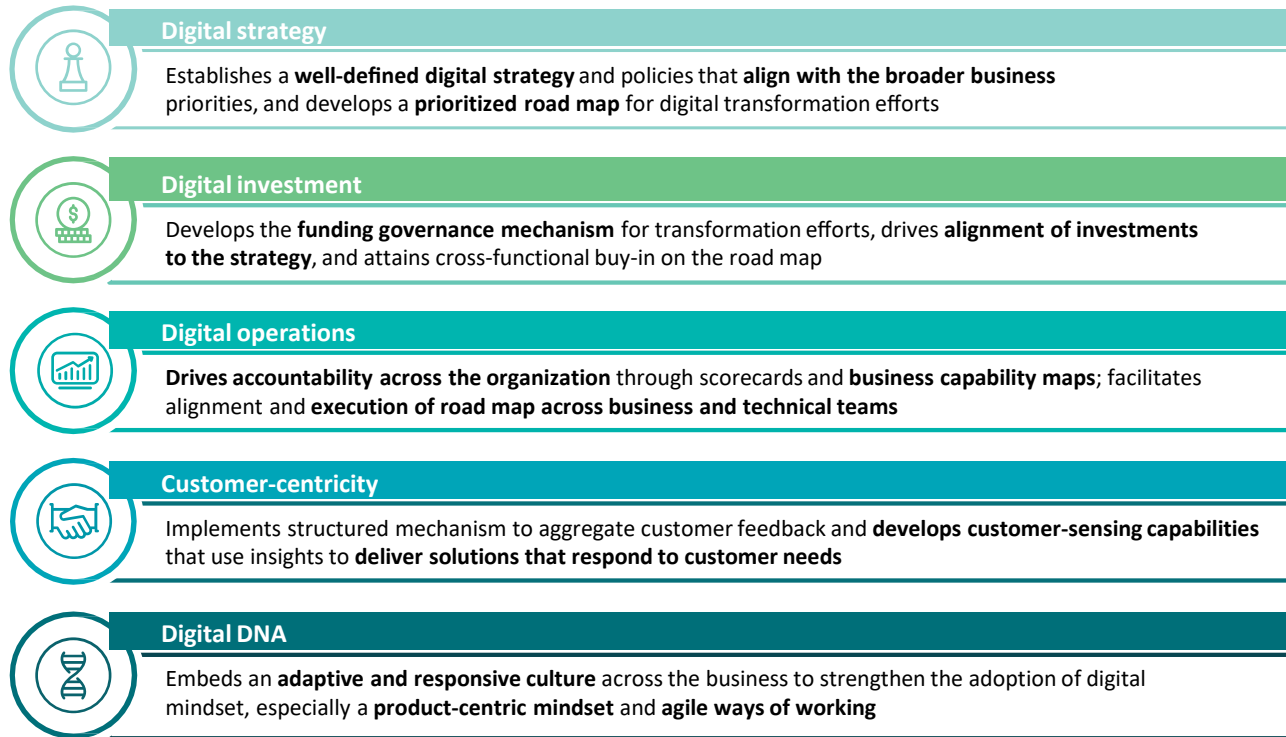 Digital strategy
Establishes a well-defined digital strategy and policies that align with the broader business
priorities, and develops a prioritized road map for digital transformation efforts
Digital investment
$
Develops the funding governance mechanism for transformation efforts, drives alignment of investments
to the strategy, and attains cross-functional buy-in on the road map
Digital operations
Drives accountability across the organization through scorecards and business capability maps; facilitates
alignment and execution of road map across business and technical teams
Customer-centricity
Implements structured mechanism to aggregate customer feedback and develops customer-sensing capabilities
that use insights to deliver solutions that respond to customer needs
Digital DNA
Embeds an adaptive and responsive culture across the business to strengthen the adoption of digital
mindset, especially a product-centric mindset and agile ways of working